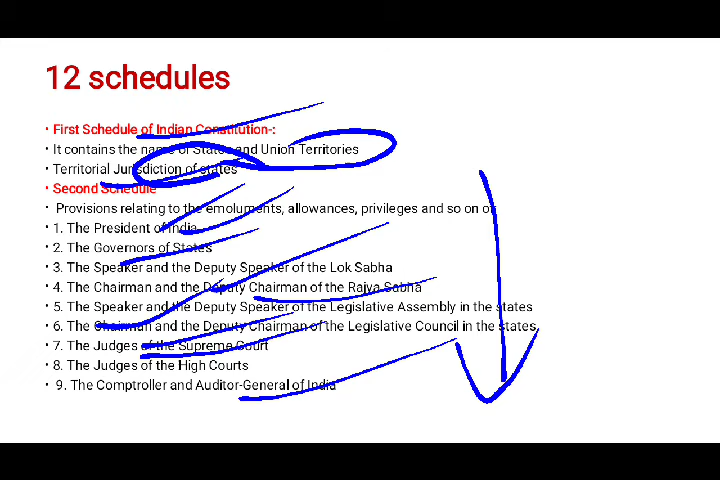 12 schedules
• First Schedule of Indian Constitution-:
• It contains the name of States and Union Territories
• Territorial Jurisdiction of states
• Second Schedule
• Provisions relating to the emoluments, allowances, privileges and so on of
• 1. The President of India
• 2. The Governors of States
• 3. The Speaker and the Deputy Speaker of the Lok Sabha
• 4. The Chairman and the Deputy Chairman of the Rajya Sabha
• 5. The Speaker and the Deputy Speaker of the Legislative Assembly in the states
• 6. The Chairman and the Deputy Chairman of the Legislative Council in the states
• 7. The Judges of the Supreme Court
• 8. The Judges of the High Courts
• 9. The Comptroller and Auditor-General of India